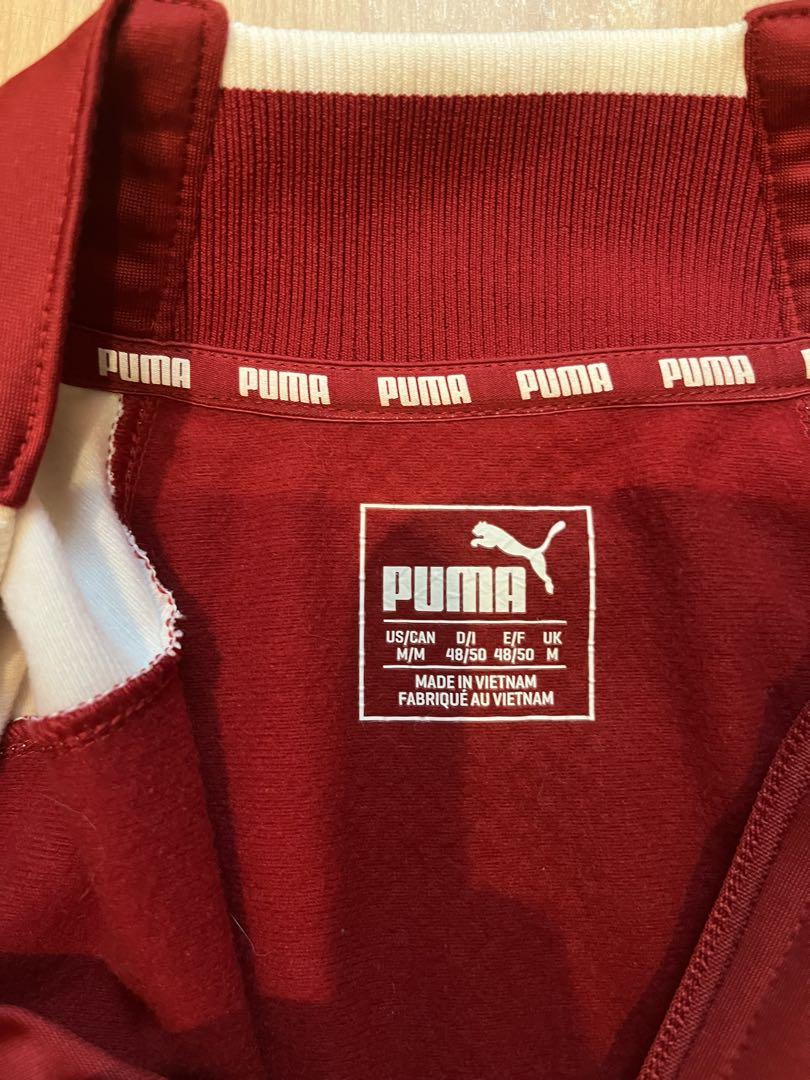 PUMA PUMA PUMA PUMA PUMA
PUMA
US/CAN D/I E/F UK
M/M 48/50 48/50 M
MADE IN VIETNAM
FABRIQUÉ AU VIETNAM